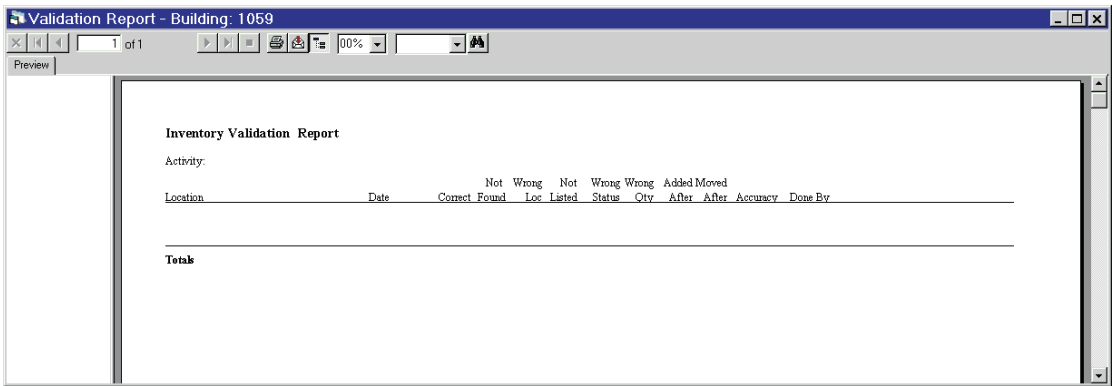 Validation Report - Building: 1059
1 of 1 00%
Preview
Inventory Validation Report
Activity:
Not Wrong Not Wrong Wrong Added Moved
Location Date Correct Found Loc Listed Status Qty After After Accuracy Done By
Totals